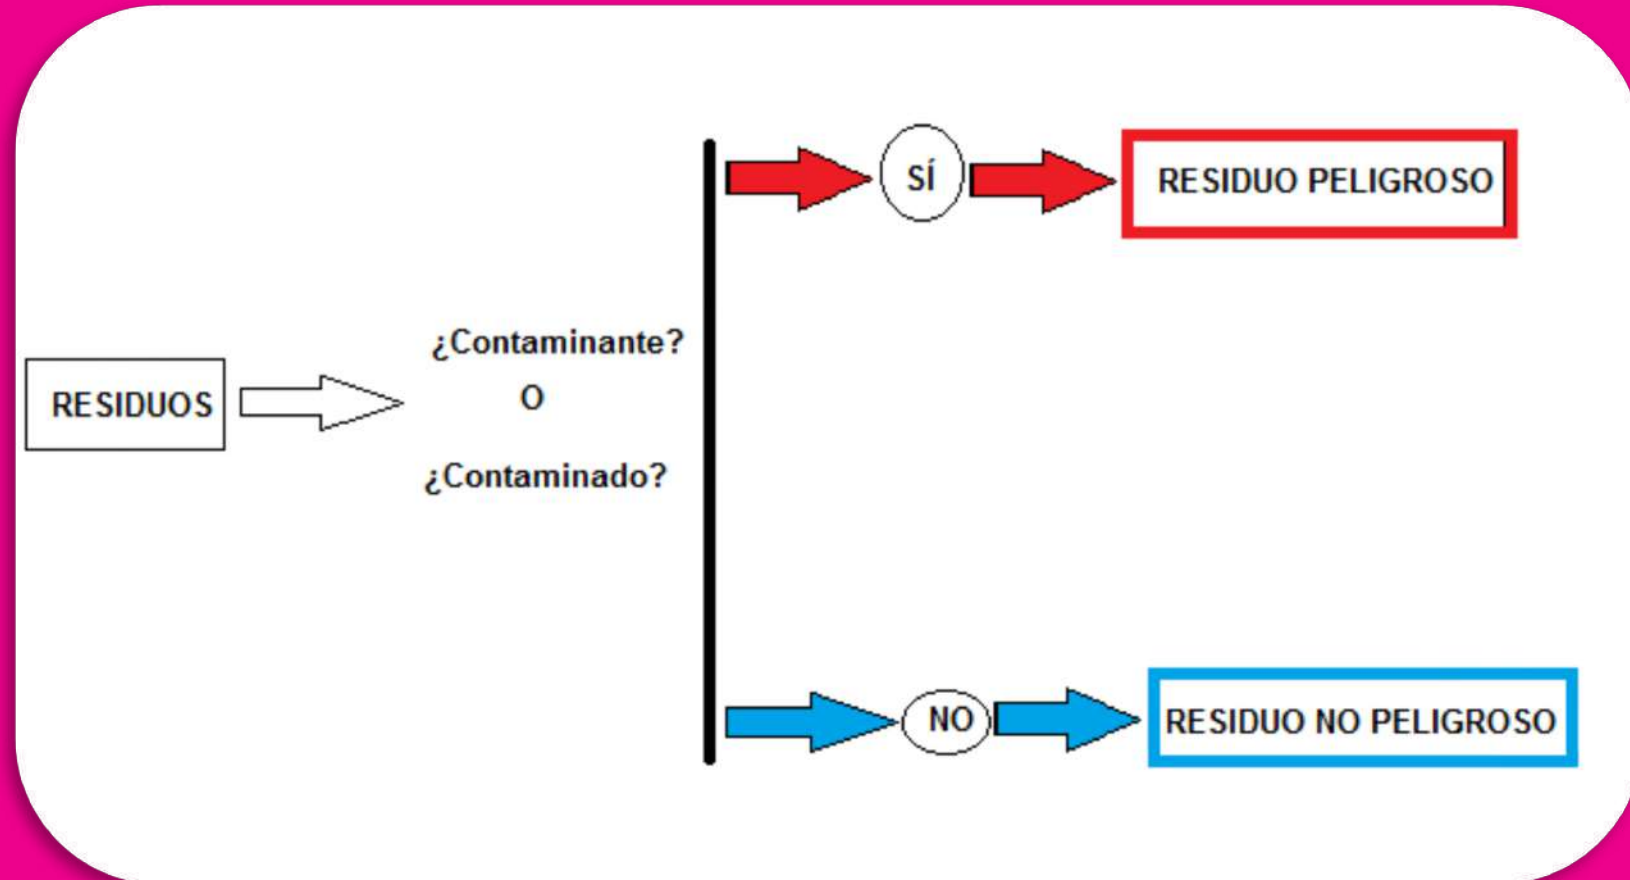 RESIDUOS
¿Contaminante?
O
¿Contaminado?
SÍ
RESIDUO PELIGROSO
NO
RESIDUO NO PELIGROSO